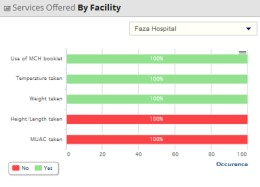 Services Offered By Facility
Faza Hospital
Use of MCH booklet
100%
Temperature taken
100%
Weight taken
100%
Height/Length taken
100%
MUAC taken
100%
0 20 40 60 80 100
Occurance
No Yes